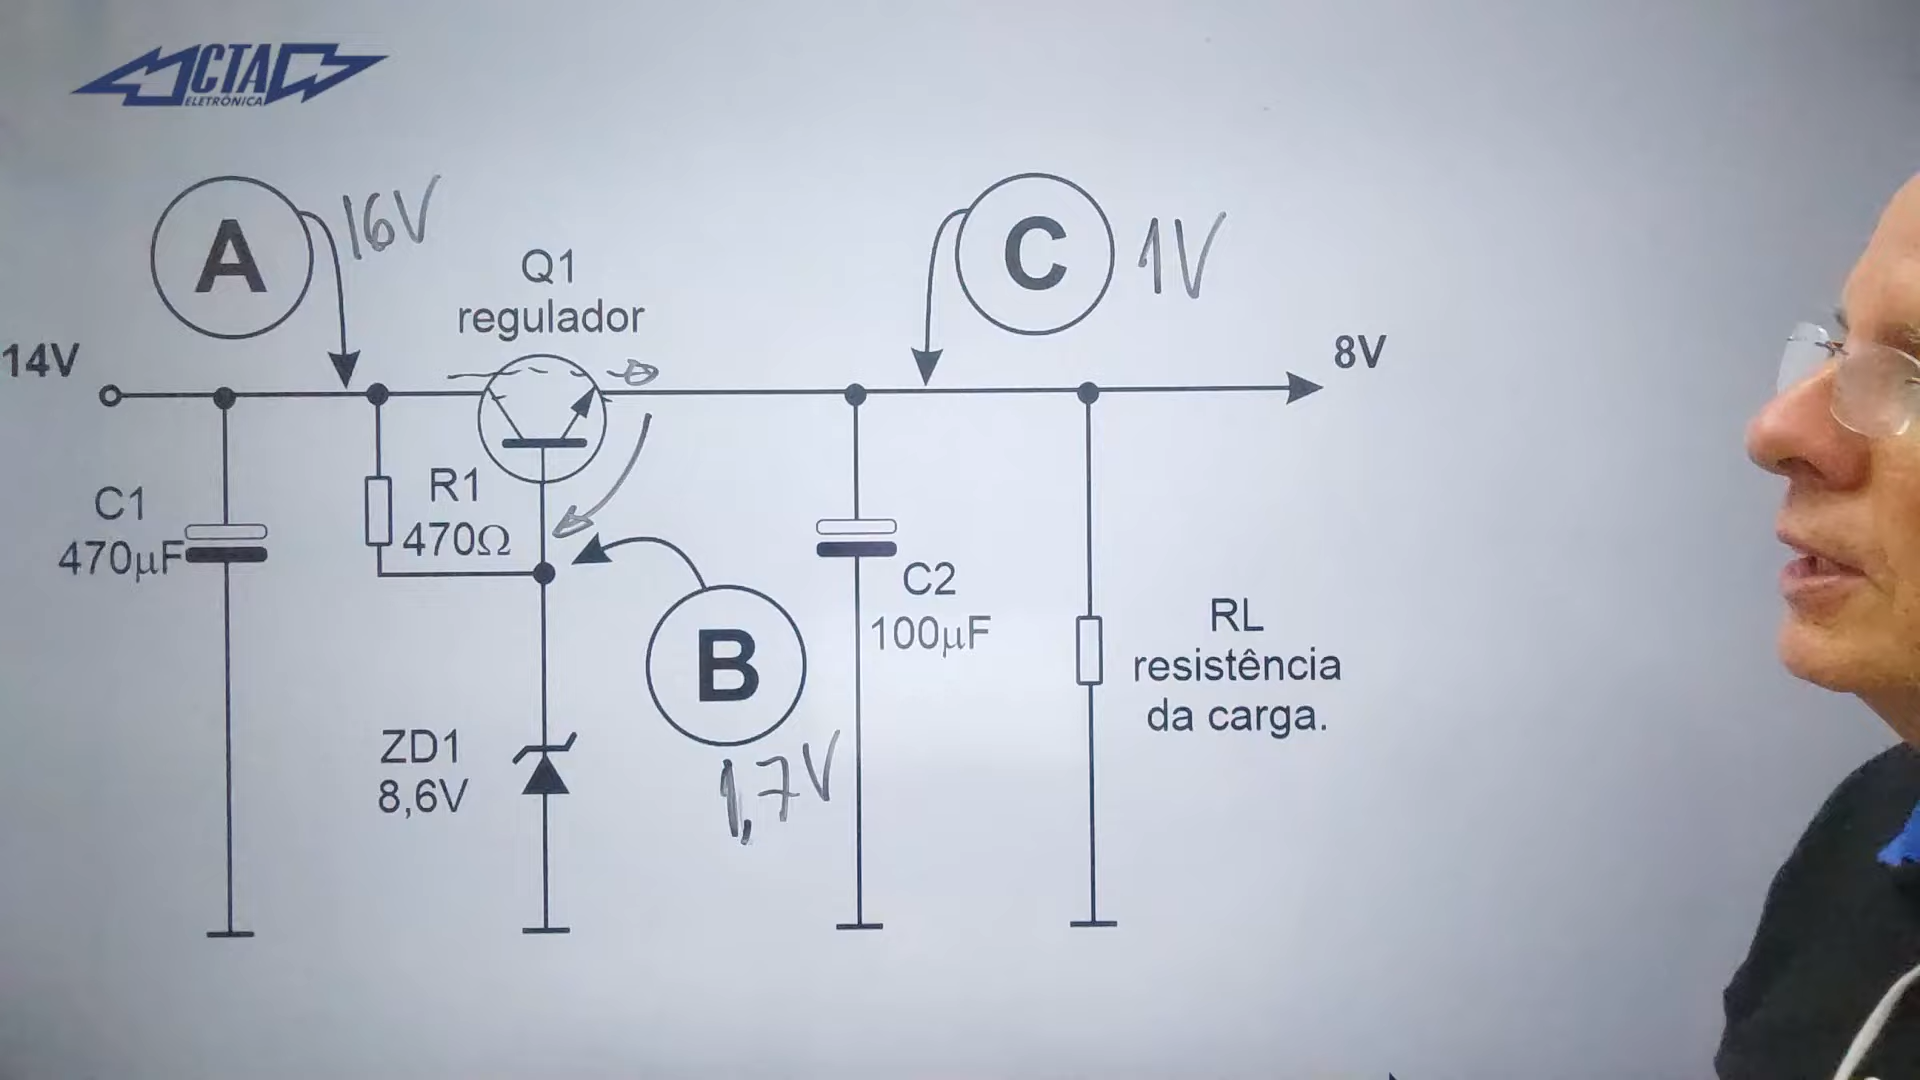 CTA
ELETRÔNICA
A
16V
C
1V
Q1
regulador
14V
8V
C1
470µF
R1
470Ω
B
1,7V
C2
100µF
RL
resistência
da carga.
ZD1
8,6V